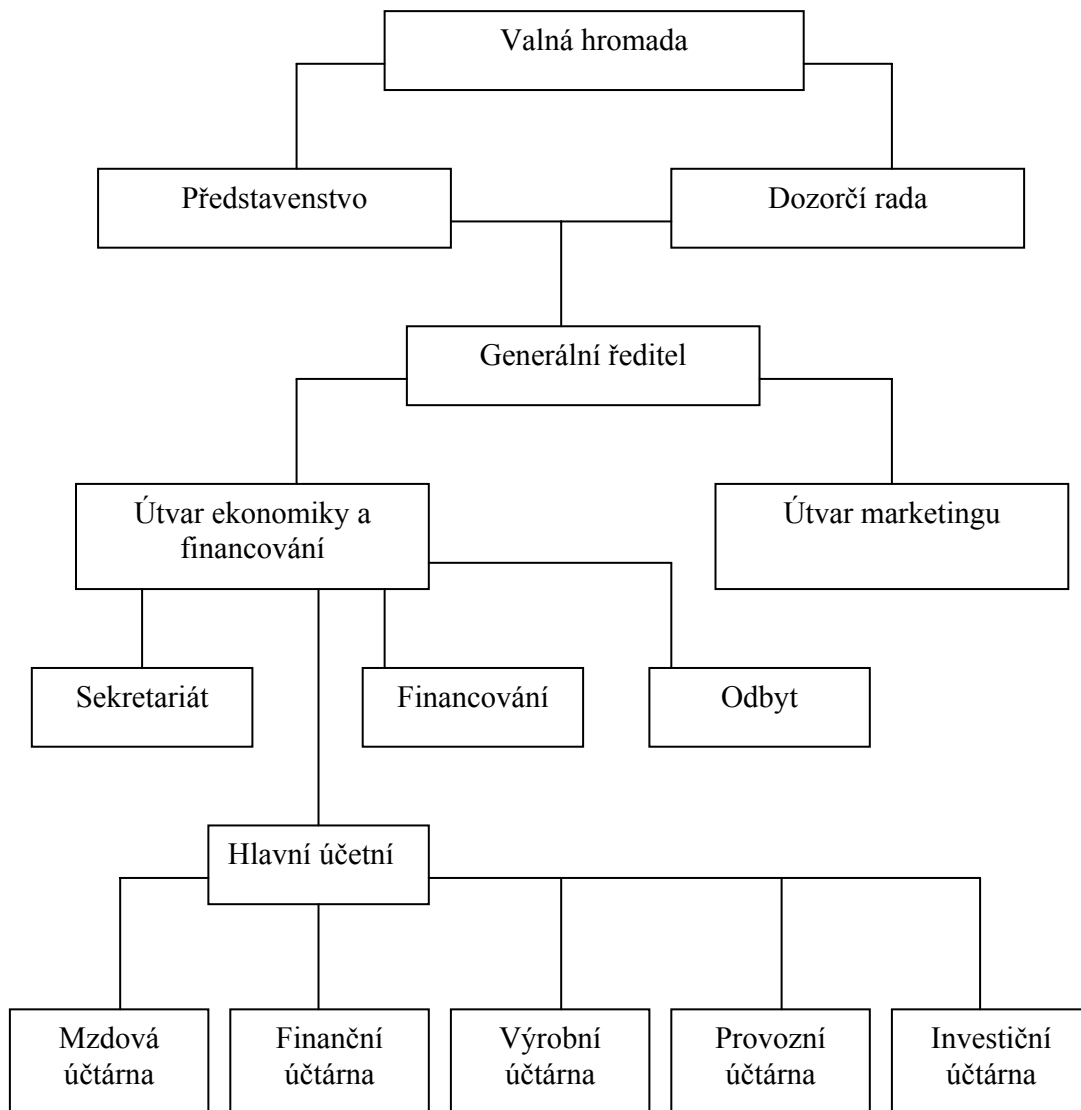 Valná hromada
Představenstvo
Dozorčí rada
Generální ředitel
Útvar ekonomiky a
financování
Útvar marketingu
Sekretariát
Financování
Odbyt
Hlavní účetní
Mzdová
účtárna
Finanční
účtárna
Výrobní
účtárna
Provozní
účtárna
Investiční
účtárna